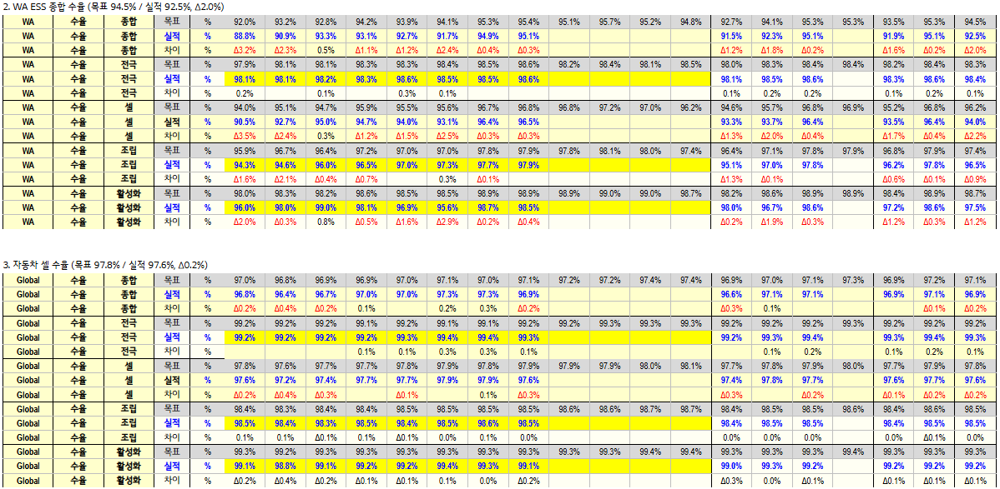 2. WA ESS 종합 수율 (목표 94.5% / 실적 92.5%, Δ2.0%)
WA 수율 종합 목표 % 92.0% 93.2% 92.8% 94.2% 93.9% 94.1% 95.3% 95.4% 95.1% 95.7% 95.2% 94.8% 92.7% 94.1% 95.3% 95.3% 93.5% 95.3% 94.5%
WA 수율 종합 실적 % 88.8% 90.9% 93.3% 93.1% 92.7% 91.7% 94.9% 95.1% 91.5% 92.3% 95.1% 91.9% 95.1% 92.5%
WA 수율 종합 차이 % Δ3.2% Δ2.3% 0.5% Δ1.1% Δ1.2% Δ2.4% Δ0.4% Δ0.3% Δ1.2% Δ1.8% Δ0.2% Δ1.6% Δ0.2% Δ2.0%
WA 수율 전극 목표 % 97.9% 98.1% 98.1% 98.3% 98.3% 98.4% 98.5% 98.6% 98.2% 98.4% 98.1% 98.5% 98.0% 98.3% 98.4% 98.4% 98.2% 98.4% 98.3%
WA 수율 전극 실적 % 98.1% 98.1% 98.2% 98.3% 98.6% 98.5% 98.5% 98.6% 98.1% 98.5% 98.6% 98.3% 98.6% 98.4%
WA 수율 전극 차이 % 0.2% 0.1% 0.3% 0.1% 0.1% 0.2% 0.2% 0.1% 0.2% 0.1%
WA 수율 셀 목표 % 94.0% 95.1% 94.7% 95.9% 95.5% 95.6% 96.7% 96.8% 96.8% 97.2% 97.0% 96.2% 94.6% 95.7% 96.8% 96.9% 95.2% 96.8% 96.2%
WA 수율 셀 실적 % 90.5% 92.7% 95.0% 94.7% 94.0% 93.1% 96.4% 96.5% 93.3% 93.7% 96.4% 93.5% 96.4% 94.0%
WA 수율 셀 차이 % Δ3.5% Δ2.4% 0.3% Δ1.2% Δ1.5% Δ2.5% Δ0.3% Δ0.3% Δ1.3% Δ2.0% Δ0.4% Δ1.7% Δ0.4% Δ2.2%
WA 수율 조립 목표 % 95.9% 96.7% 96.4% 97.2% 97.0% 97.0% 97.8% 97.9% 97.8% 98.1% 98.0% 97.4% 96.4% 97.1% 97.8% 97.9% 96.8% 97.9% 97.4%
WA 수율 조립 실적 % 94.3% 94.6% 96.0% 96.5% 97.0% 97.3% 97.7% 97.9% 95.1% 97.0% 97.8% 96.2% 97.8% 96.5%
WA 수율 조립 차이 % Δ1.6% Δ2.1% Δ0.4% Δ0.7% 0.3% Δ0.1% Δ1.3% Δ0.1% Δ0.6% Δ0.1% Δ0.9%
WA 수율 활성화 목표 % 98.0% 98.3% 98.2% 98.6% 98.5% 98.5% 98.9% 98.9% 98.9% 99.0% 99.0% 98.7% 98.2% 98.6% 98.9% 98.9% 98.4% 98.9% 98.7%
WA 수율 활성화 실적 % 96.0% 98.0% 99.0% 98.1% 96.9% 95.6% 98.7% 98.5% 98.0% 96.7% 98.6% 97.2% 98.6% 97.5%
WA 수율 활성화 차이 % Δ2.0% Δ0.3% 0.8% Δ0.5% Δ1.6% Δ2.9% Δ0.2% Δ0.4% Δ0.2% Δ1.9% Δ0.3% Δ1.2% Δ0.3% Δ1.2%
3. 자동차 셀 수율 (목표 97.8% / 실적 97.6%, Δ0.2%)
Global 수율 종합 목표 % 97.0% 96.8% 96.9% 96.9% 97.0% 97.1% 97.0% 97.1% 97.2% 97.2% 97.4% 97.4% 96.9% 97.0% 97.1% 97.3% 96.9% 97.2% 97.1%
Global 수율 종합 실적 % 96.8% 96.4% 96.7% 97.0% 97.0% 97.3% 97.3% 96.9% 96.6% 97.1% 97.1% 96.9% 97.1% 96.9%
Global 수율 종합 차이 % Δ0.2% Δ0.4% Δ0.2% 0.1% 0.2% 0.3% Δ0.2% Δ0.3% 0.1% Δ0.1% Δ0.2%
Global 수율 전극 목표 % 99.2% 99.2% 99.2% 99.1% 99.2% 99.1% 99.1% 99.2% 99.2% 99.3% 99.3% 99.3% 99.2% 99.2% 99.2% 99.3% 99.2% 99.2% 99.2%
Global 수율 전극 실적 % 99.2% 99.2% 99.2% 99.2% 99.3% 99.4% 99.4% 99.3% 99.2% 99.3% 99.4% 99.3% 99.4% 99.3%
Global 수율 전극 차이 % 0.1% 0.1% 0.3% 0.3% 0.1% 0.1% 0.2% 0.1% 0.2% 0.1%
Global 수율 셀 목표 % 97.8% 97.6% 97.7% 97.7% 97.8% 97.9% 97.8% 97.9% 97.9% 97.9% 98.0% 98.1% 97.7% 97.8% 97.9% 98.0% 97.7% 97.9% 97.8%
Global 수율 셀 실적 % 97.6% 97.2% 97.4% 97.7% 97.7% 97.9% 97.9% 97.6% 97.4% 97.8% 97.7% 97.6% 97.7% 97.6%
Global 수율 셀 차이 % Δ0.2% Δ0.4% Δ0.3% Δ0.1% 0.1% Δ0.3% Δ0.3% Δ0.2% Δ0.1% Δ0.2% Δ0.2%
Global 수율 조립 목표 % 98.4% 98.3% 98.4% 98.4% 98.5% 98.5% 98.5% 98.5% 98.6% 98.6% 98.7% 98.7% 98.4% 98.5% 98.5% 98.6% 98.4% 98.6% 98.5%
Global 수율 조립 실적 % 98.5% 98.4% 98.3% 98.5% 98.4% 98.5% 98.6% 98.5% 98.4% 98.5% 98.5% 98.4% 98.5% 98.5%
Global 수율 조립 차이 % 0.1% 0.1% Δ0.1% 0.1% Δ0.1% 0.0% 0.1% 0.0% 0.0% 0.0% 0.0% 0.0% Δ0.1% 0.0%
Global 수율 활성화 목표 % 99.3% 99.2% 99.3% 99.3% 99.3% 99.3% 99.3% 99.3% 99.3% 99.3% 99.4% 99.4% 99.3% 99.3% 99.3% 99.4% 99.3% 99.3% 99.3%
Global 수율 활성화 실적 % 99.1% 98.8% 99.1% 99.2% 99.2% 99.4% 99.3% 99.1% 99.0% 99.3% 99.2% 99.2% 99.2% 99.2%
Global 수율 활성화 차이 % Δ0.2% Δ0.4% Δ0.2% Δ0.1% Δ0.1% 0.1% 0.0% Δ0.2% Δ0.3% 0.0% Δ0.1% Δ0.1% Δ0.1% Δ0.1%